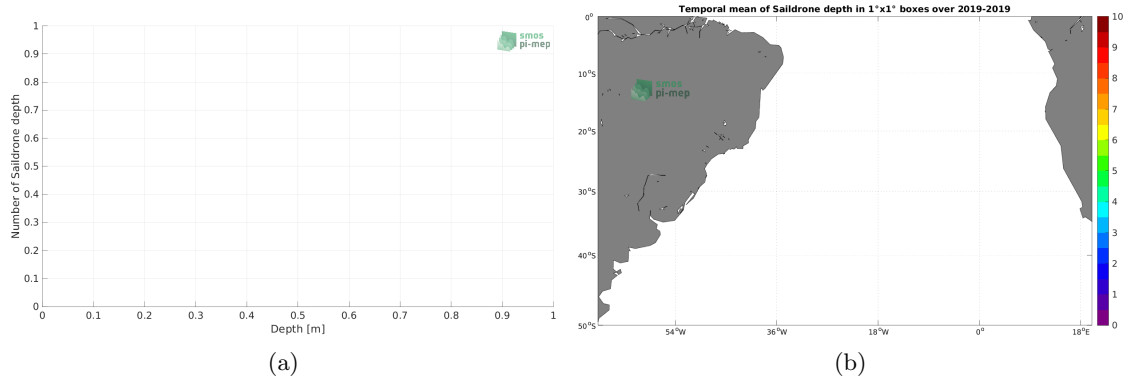 1
0.9
0.8
0.7
0.6
0.5
0.4
0.3
0.2
0.1
0
Number of Saildrone depth
0 0.1 0.2 0.3 0.4 0.5 0.6 0.7 0.8 0.9 1
Depth [m]
smos
pi-mep
(a)
Temporal mean of Saildrone depth in 1°x1° boxes over 2019-2019
0°
10°S
20°S
30°S
40°S
50°S
54°W 36°W 18°W 0° 18°E
smos
pi-mep
10
9
8
7
6
5
4
3
2
1
0
(b)